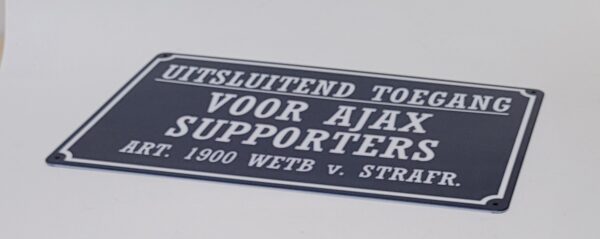 UITSLUITEND TOEGANG
VOOR AJAX
SUPPORTERS
ART. 1900 WETB v. STRAFR.